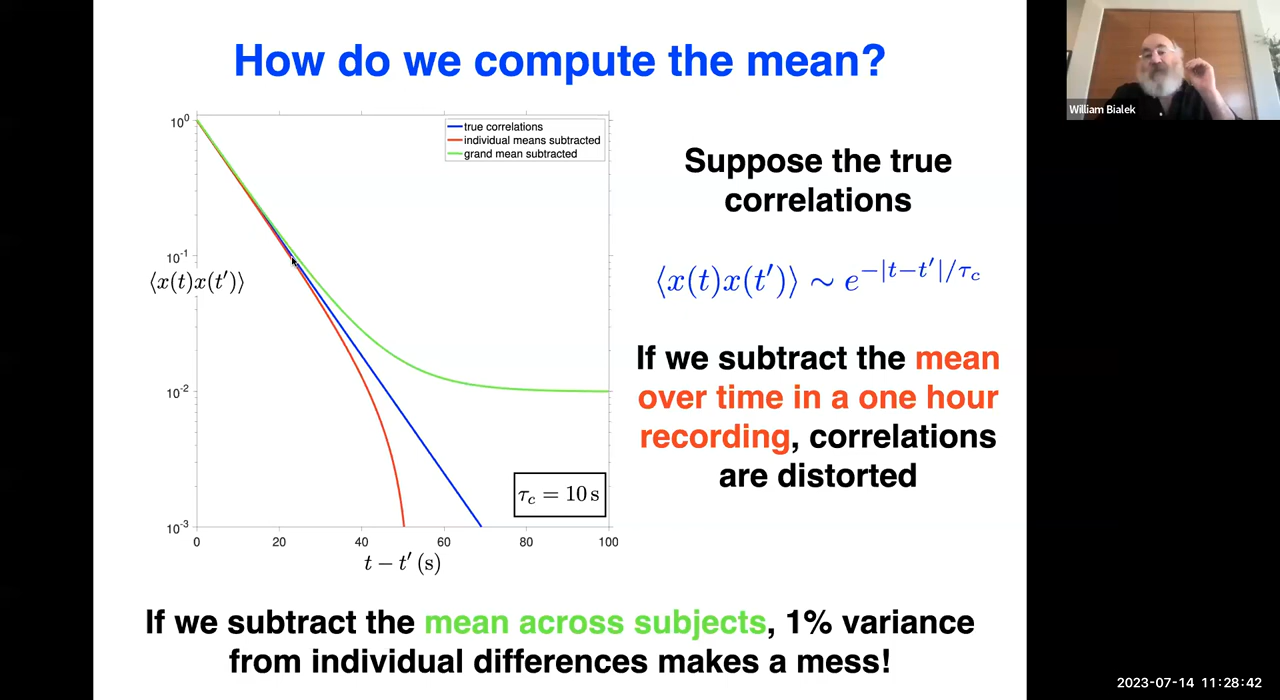 How do we compute the mean?
William Bialek
10⁰
10⁻¹
10⁻²
10⁻³
⟨x(t)x(t′)⟩
true correlations
individual means subtracted
grand mean subtracted
τ_c = 10 s
0 20 40 60 80 100
t − t′ (s)
Suppose the true
correlations
⟨x(t)x(t′)⟩ ∼ e^{−|t−t′|/τ_c}
If we subtract the mean
over time in a one hour
recording, correlations
are distorted
If we subtract the mean across subjects, 1% variance
from individual differences makes a mess!
2023-07-14 11:28:42